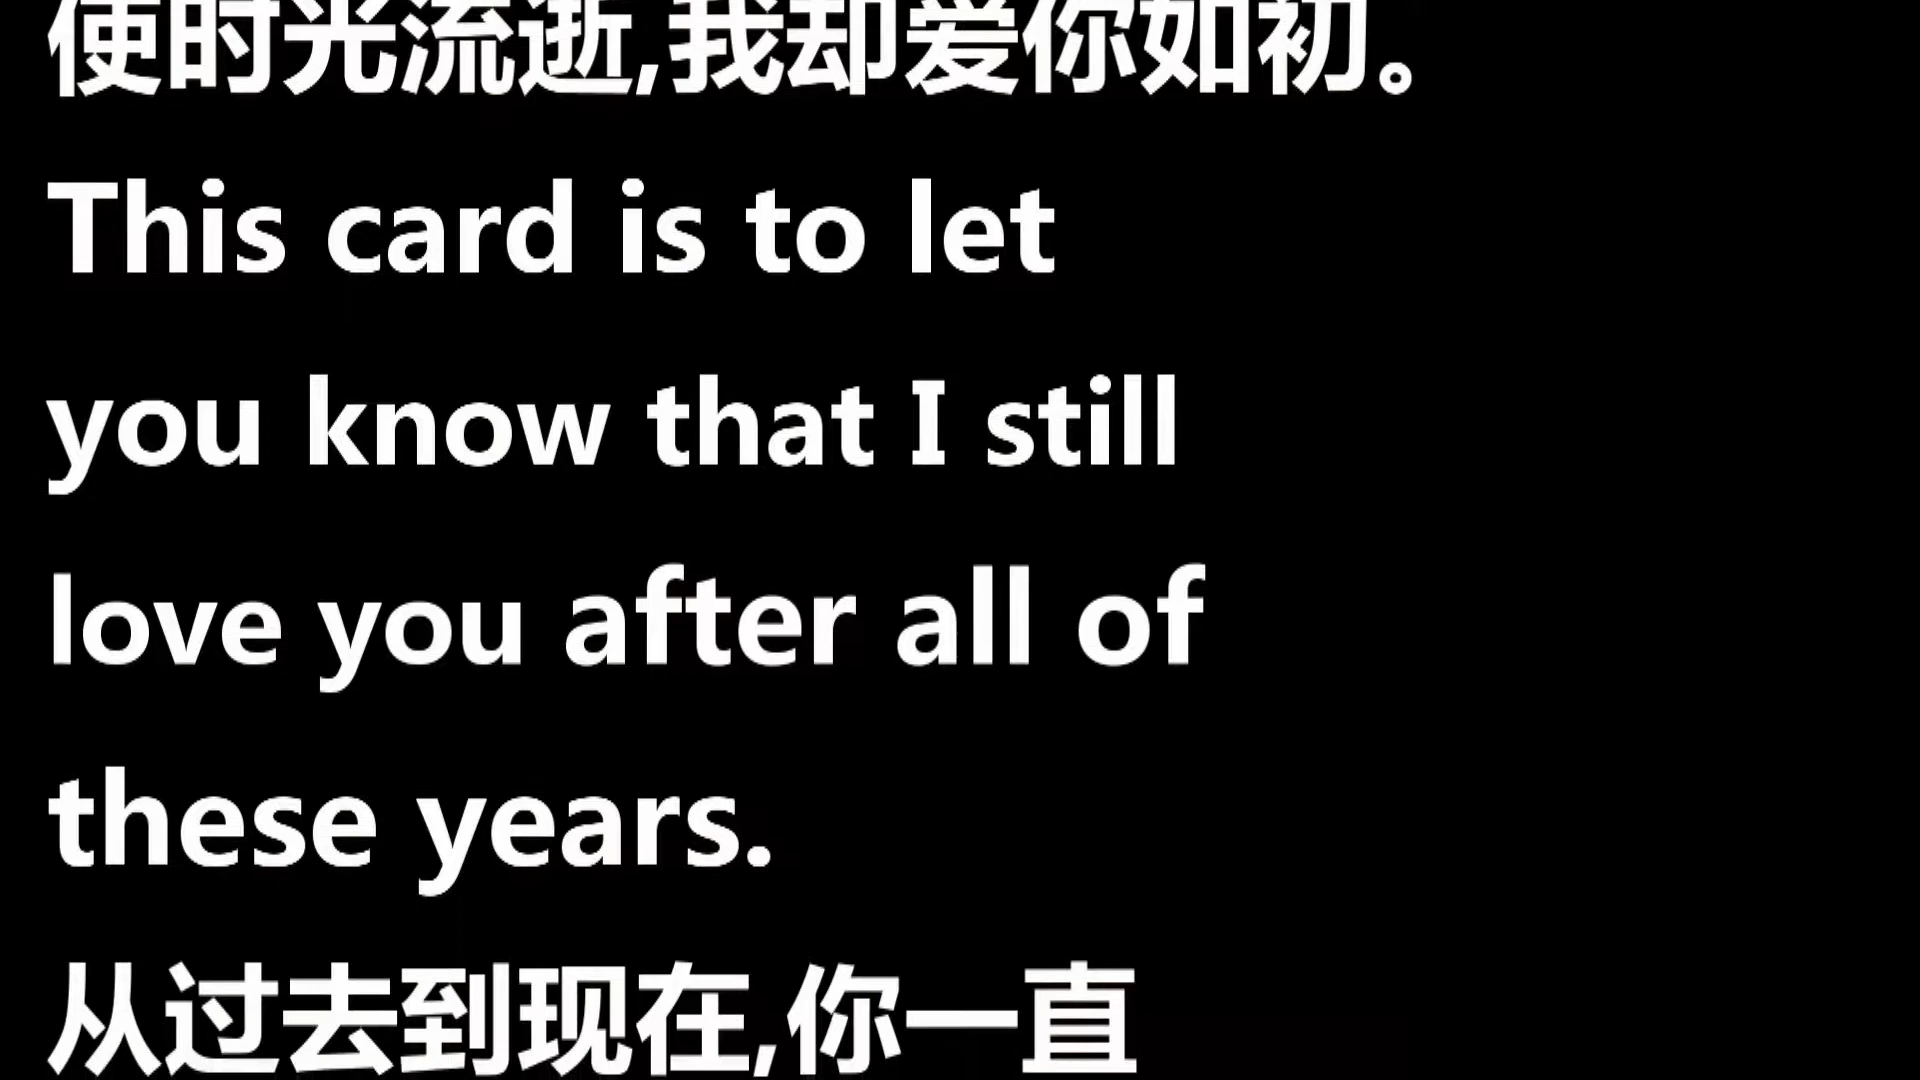 使时光流逝,我却爱你如初。
This card is to let
you know that I still
love you after all of
these years.
从过去到现在,你一直